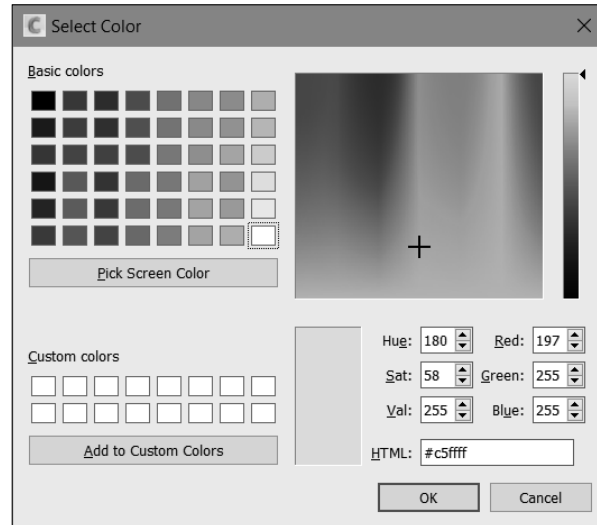 C Select Color
Basic colors
Pick Screen Color
Custom colors
Add to Custom Colors
Hue: 180 Red: 197
Sat: 58 Green: 255
Val: 255 Blue: 255
HTML: #c5ffff
OK Cancel